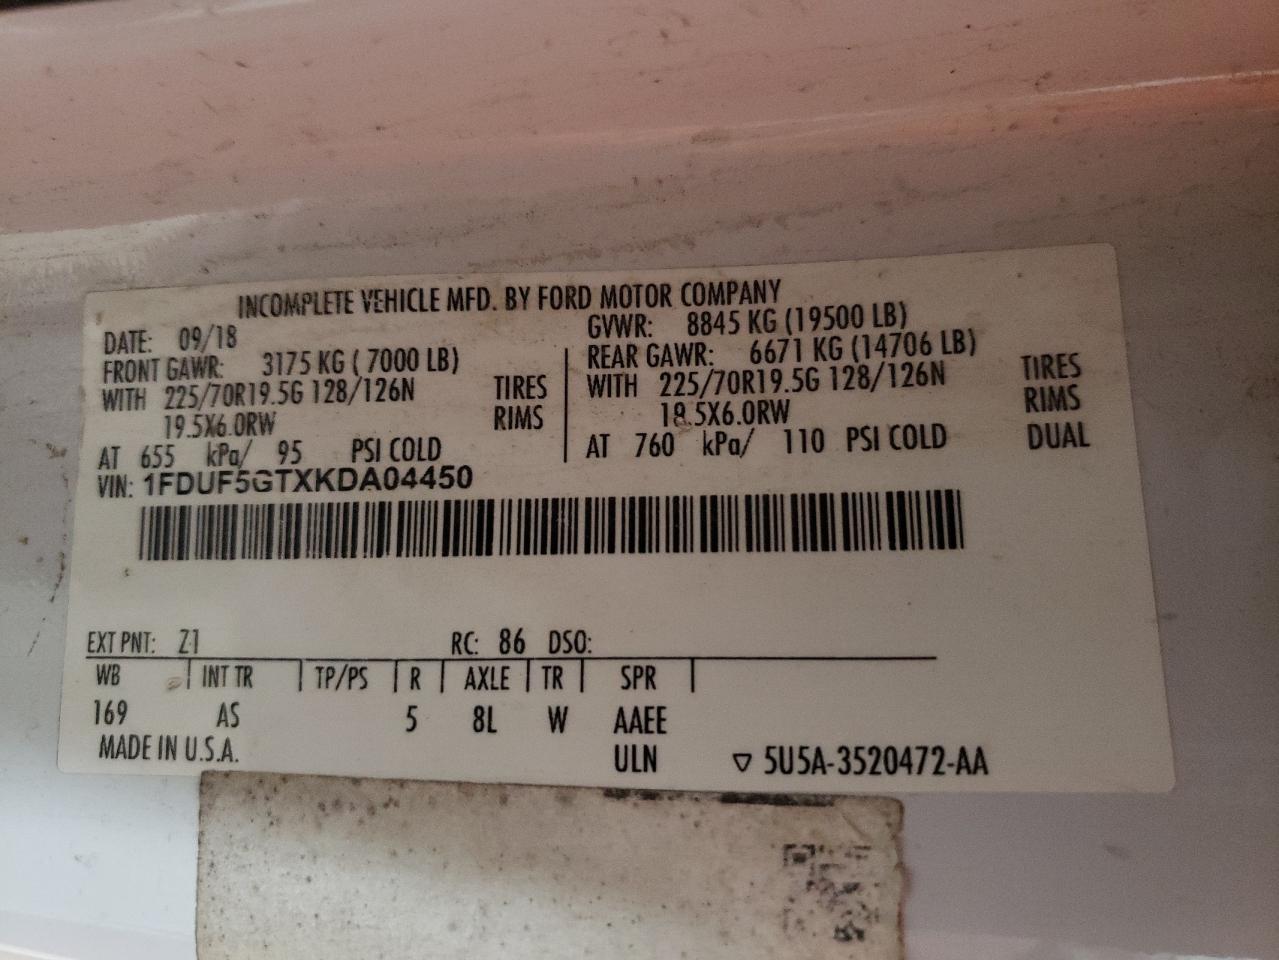 INCOMPLETE VEHICLE MFD. BY FORD MOTOR COMPANY
DATE: 09/18 GVWR: 8845 KG (19500 LB)
FRONT GAWR: 3175 KG ( 7000 LB) REAR GAWR: 6671 KG (14706 LB)
WITH 225/70R19.5G 128/126N TIRES WITH 225/70R19.5G 128/126N TIRES
19.5X6.0RW RIMS 19.5X6.0RW RIMS
AT 655 kPa/ 95 PSI COLD AT 760 kPa/ 110 PSI COLD DUAL
VIN: 1FDUF5GTXKDA04450
EXT PNT: Z1 RC: 86 DSO:
WB INT TR TP/PS R AXLE TR SPR
169 AS 5 8L W AAEE
MADE IN U.S.A. ULN ▽ 5U5A-3520472-AA